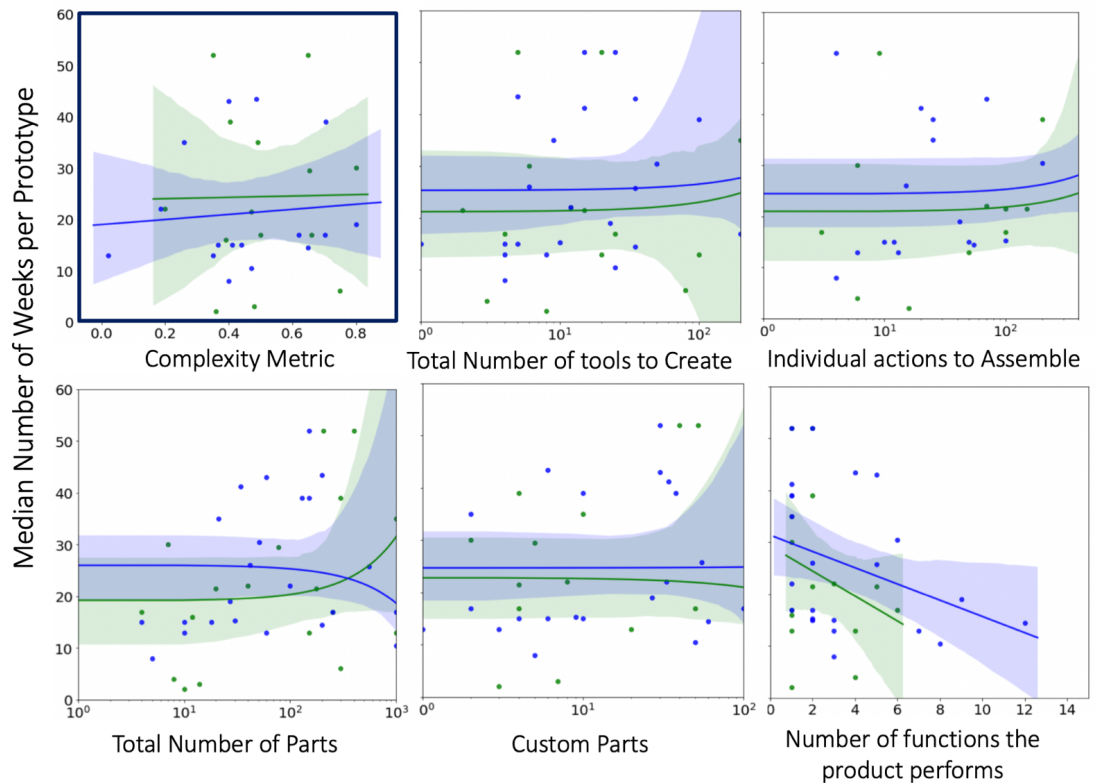 Median Number of Weeks per Prototype
60
50
40
30
20
10
0
0.0 0.2 0.4 0.6 0.8
Complexity Metric
0⁰ 10¹ 10²
Total Number of tools to Create
0⁰ 10¹ 10²
Individual actions to Assemble
60
50
40
30
20
10
0
10⁰ 10¹ 10² 10³
Total Number of Parts
0⁰ 10¹ 10²
Custom Parts
0 2 4 6 8 10 12 14
Number of functions the
product performs